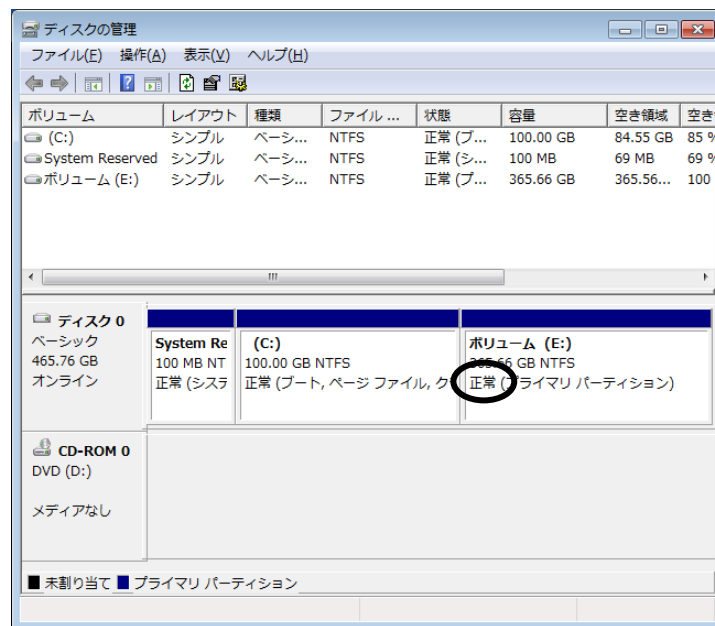 ディスクの管理
ファイル(F) 操作(A) 表示(V) ヘルプ(H)
ボリューム レイアウト 種類 ファイル ... 状態 容量 空き領域 空き
(C:) シンプル ベーシ... NTFS 正常 (ブ... 100.00 GB 84.55 GB 85 %
System Reserved シンプル ベーシ... NTFS 正常 (シ... 100 MB 69 MB 69 %
ボリューム (E:) シンプル ベーシ... NTFS 正常 (プ... 365.66 GB 365.56... 100
ディスク 0
ベーシック
465.76 GB
オンライン
System Re
100 MB NT
正常 (システ
(C:)
100.00 GB NTFS
正常 (ブート, ページ ファイル, ク
ボリューム (E:)
365.66 GB NTFS
正常 (プライマリ パーティション)
CD-ROM 0
DVD (D:)
メディアなし
未割り当て プライマリ パーティション